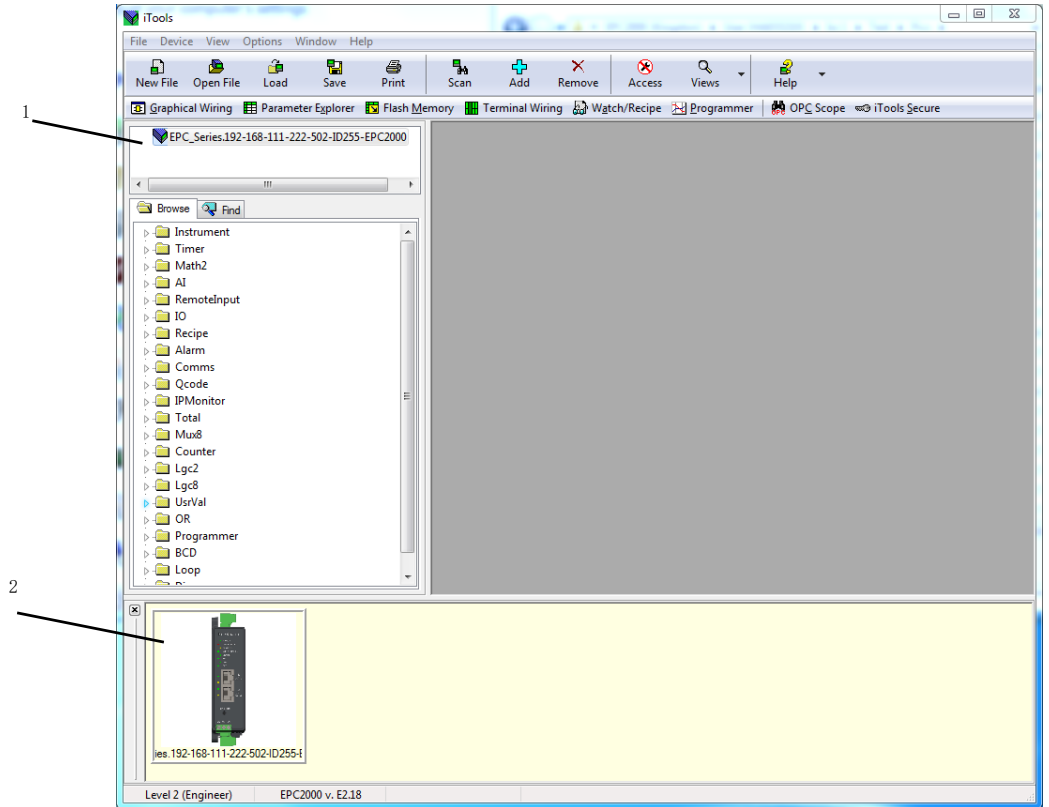 iTools
File Device View Options Window Help
New File Open File Load Save Print Scan Add Remove Access Views Help
Graphical Wiring Parameter Explorer Flash Memory Terminal Wiring Watch/Recipe Programmer OPC Scope iTools Secure
1
EPC_Series.192-168-111-222-502-ID255-EPC2000
Browse Find
Instrument
Timer
Math2
AI
RemoteInput
IO
Recipe
Alarm
Comms
Qcode
IPMonitor
Total
Mux8
Counter
Lgc2
Lgc8
UsrVal
OR
Programmer
BCD
Loop
2
ies.192-168-111-222-502-ID255-E
Level 2 (Engineer) EPC2000 v. E2.18